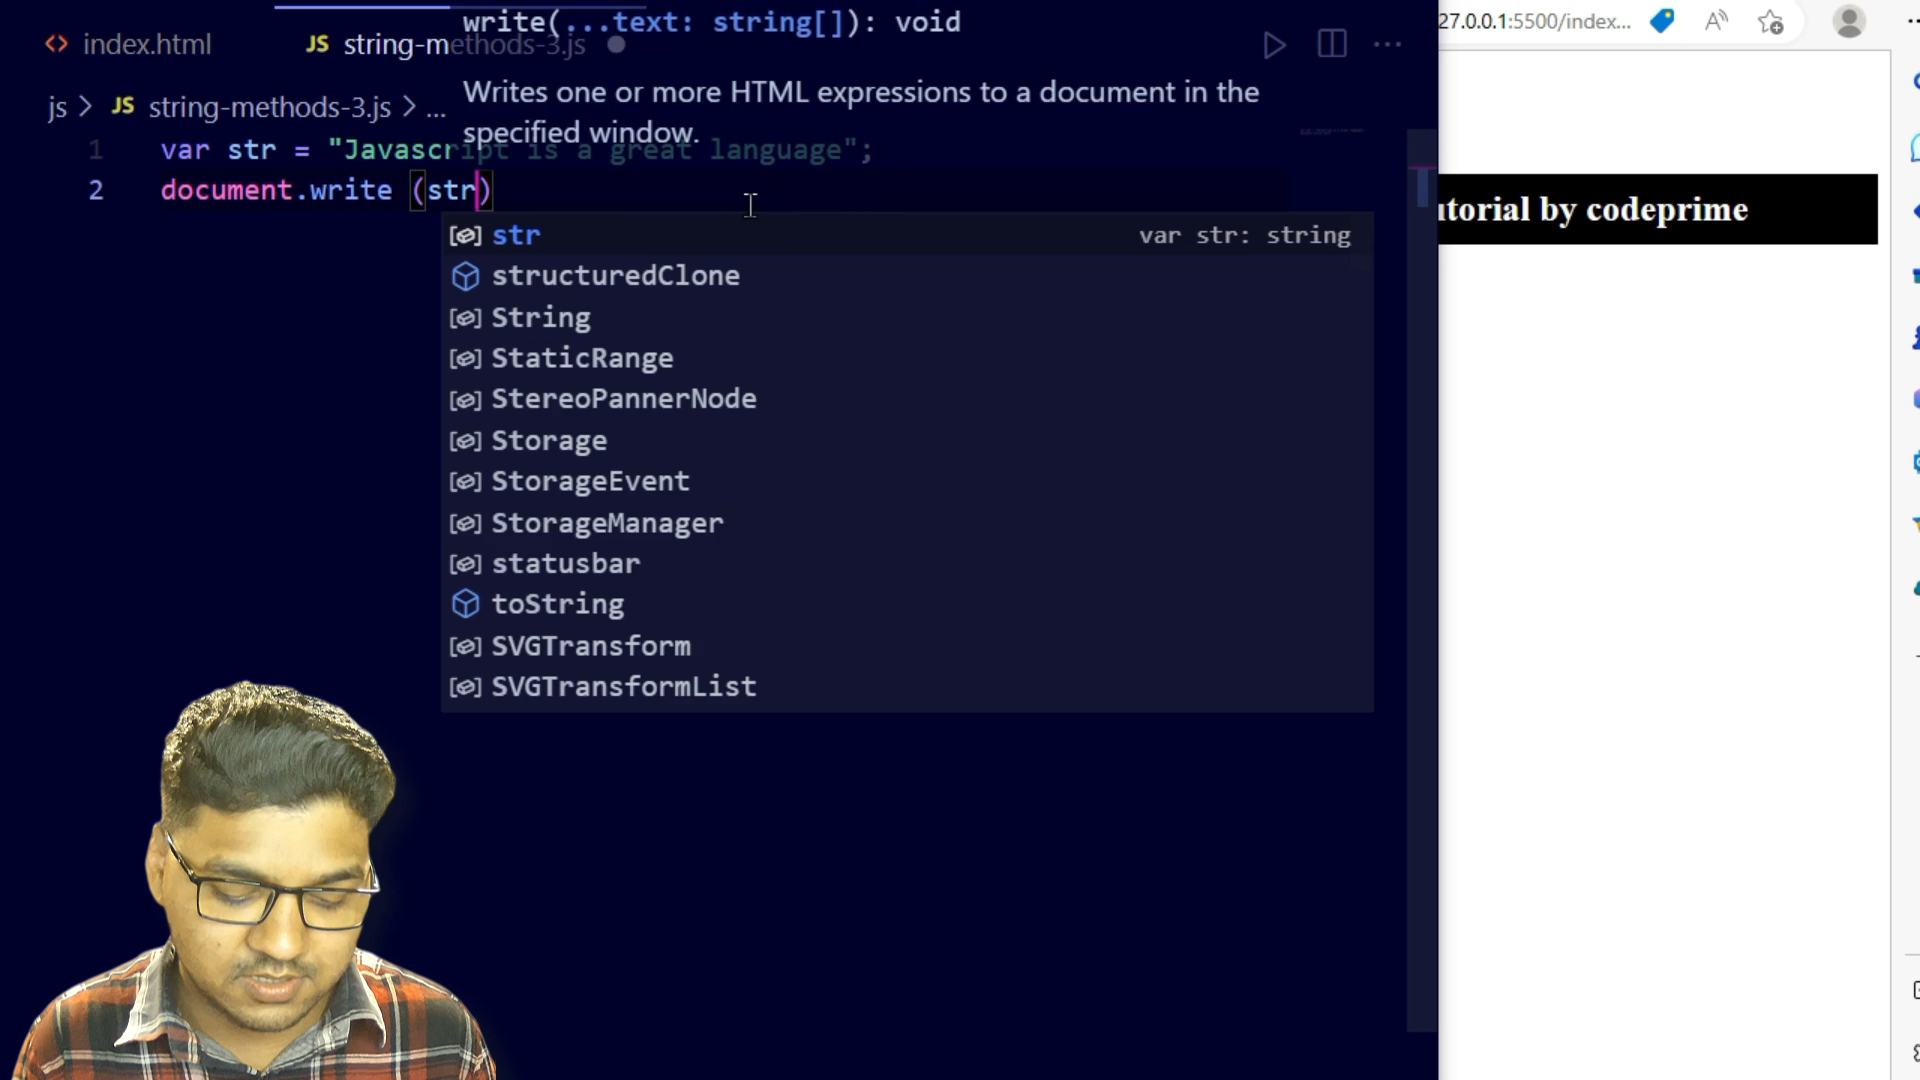 write(...text: string[]): void
index.html
JS string-methods-3.js
27.0.0.1:5500/index...
Writes one or more HTML expressions to a document in the
specified window.
js > JS string-methods-3.js > ...
1 var str = "Javascript is a great language";
2 document.write (str)
utorial by codeprime
str var str: string
structuredClone
String
StaticRange
StereoPannerNode
Storage
StorageEvent
StorageManager
statusbar
toString
SVGTransform
SVGTransformList